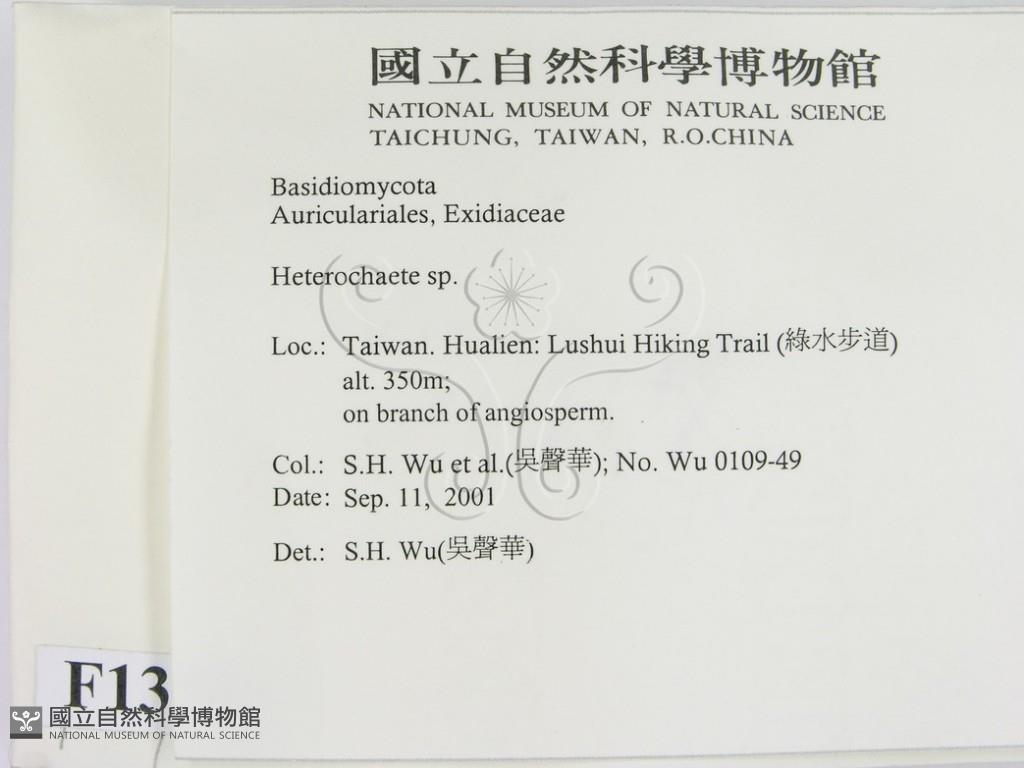 國立自然科學博物館
NATIONAL MUSEUM OF NATURAL SCIENCE
TAICHUNG, TAIWAN, R.O.CHINA
Basidiomycota
Auriculariales, Exidiaceae
Heterochaete sp.
Loc.: Taiwan. Hualien: Lushui Hiking Trail (綠水步道)
alt. 350m;
on branch of angiosperm.
Col.: S.H. Wu et al.(吳聲華); No. Wu 0109-49
Date: Sep. 11, 2001
Det.: S.H. Wu(吳聲華)
F13
國立自然科學博物館
NATIONAL MUSEUM OF NATURAL SCIENCE